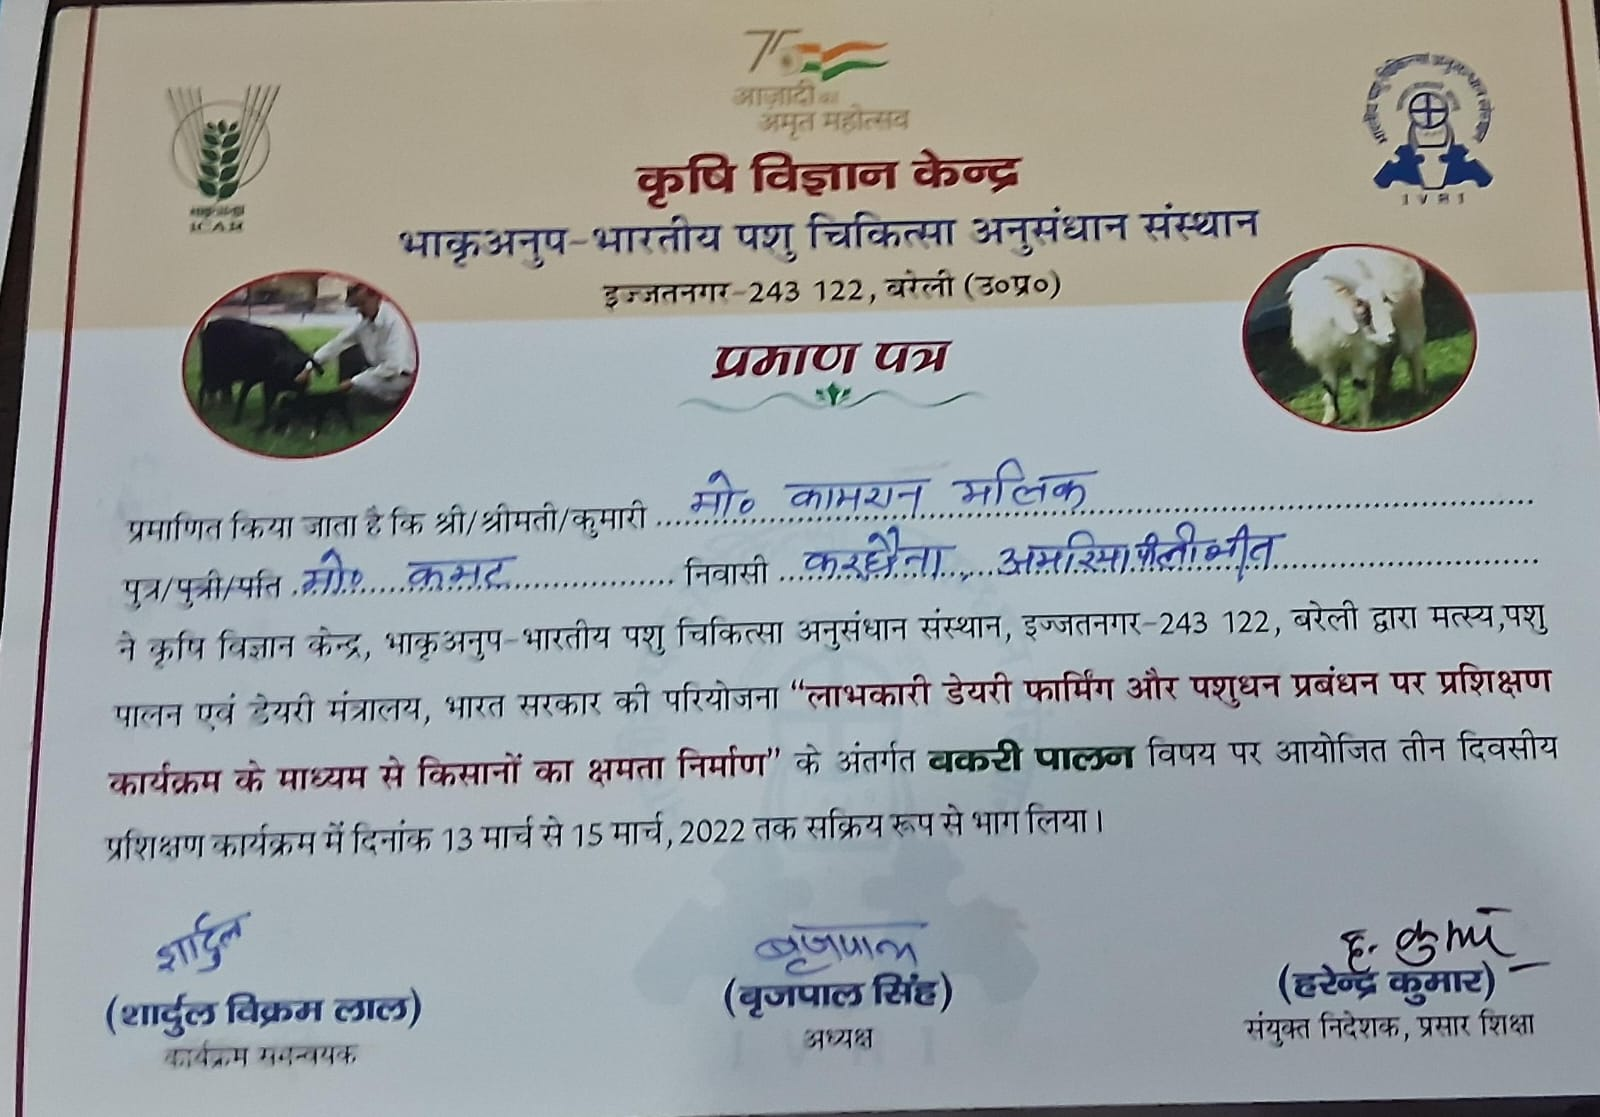 75
आज़ादी का
अमृत महोत्सव
ICAR
IVRI
कृषि विज्ञान केन्द्र
भाकृअनुप-भारतीय पशु चिकित्सा अनुसंधान संस्थान
इज्जतनगर-243 122, बरेली (उ०प्र०)
प्रमाण पत्र
प्रमाणित किया जाता है कि श्री/श्रीमती/कुमारी मो० कामरान मलिक
पुत्र/पुत्री/पति मो० निवासी करघैना, पीलीभीत
ने कृषि विज्ञान केन्द्र, भाकृअनुप-भारतीय पशु चिकित्सा अनुसंधान संस्थान, इज्जतनगर-243 122, बरेली द्वारा मत्स्य,पशु
पालन एवं डेयरी मंत्रालय, भारत सरकार की परियोजना “लाभकारी डेयरी फार्मिंग और पशुधन प्रबंधन पर प्रशिक्षण
कार्यक्रम के माध्यम से किसानों का क्षमता निर्माण” के अंतर्गत बकरी पालन विषय पर आयोजित तीन दिवसीय
प्रशिक्षण कार्यक्रम में दिनांक 13 मार्च से 15 मार्च, 2022 तक सक्रिय रूप से भाग लिया।
शार्दुल
बृजपाल
ह. कुमार
(शार्दुल विक्रम लाल)
(बृजपाल सिंह)
(हरेन्द्र कुमार)
कार्यक्रम समन्वयक
अध्यक्ष
संयुक्त निदेशक, प्रसार शिक्षा